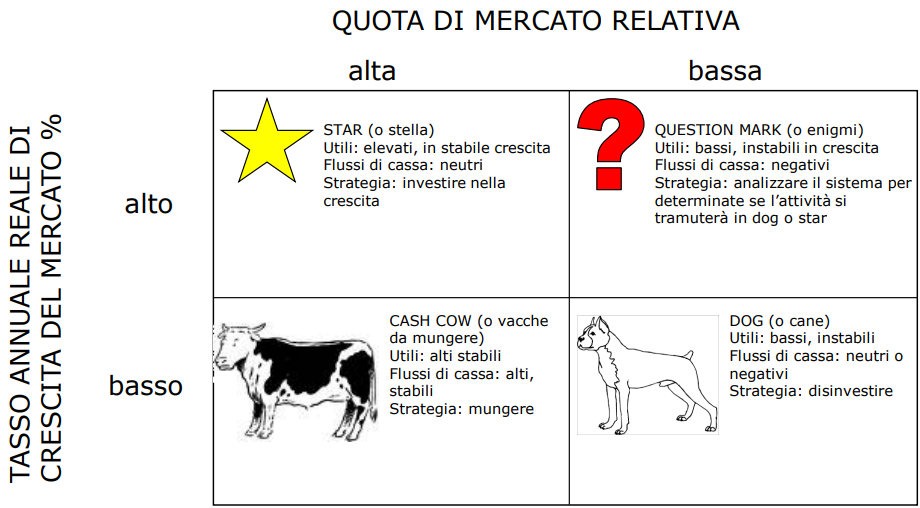 QUOTA DI MERCATO RELATIVA
alta
bassa
TASSO ANNUALE REALE DI
CRESCITA DEL MERCATO %
alto
STAR (o stella)
Utili: elevati, in stabile crescita
Flussi di cassa: neutri
Strategia: investire nella
crescita
QUESTION MARK (o enigmi)
Utili: bassi, instabili in crescita
Flussi di cassa: negativi
Strategia: analizzare il sistema per
determinate se l’attività si
tramuterà in dog o star
basso
CASH COW (o vacche
da mungere)
Utili: alti stabili
Flussi di cassa: alti,
stabili
Strategia: mungere
DOG (o cane)
Utili: bassi, instabili
Flussi di cassa: neutri o
negativi
Strategia: disinvestire